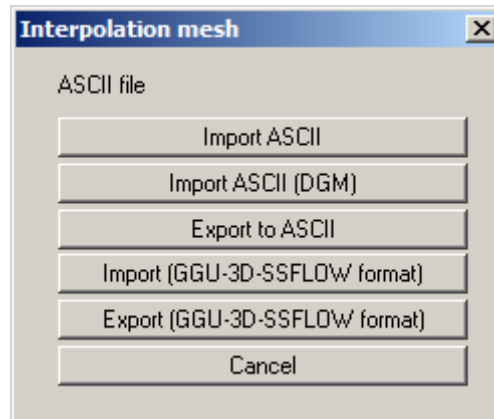 Interpolation mesh
ASCII file
Import ASCII
Import ASCII (DGM)
Export to ASCII
Import (GGU-3D-SSFLOW format)
Export (GGU-3D-SSFLOW format)
Cancel